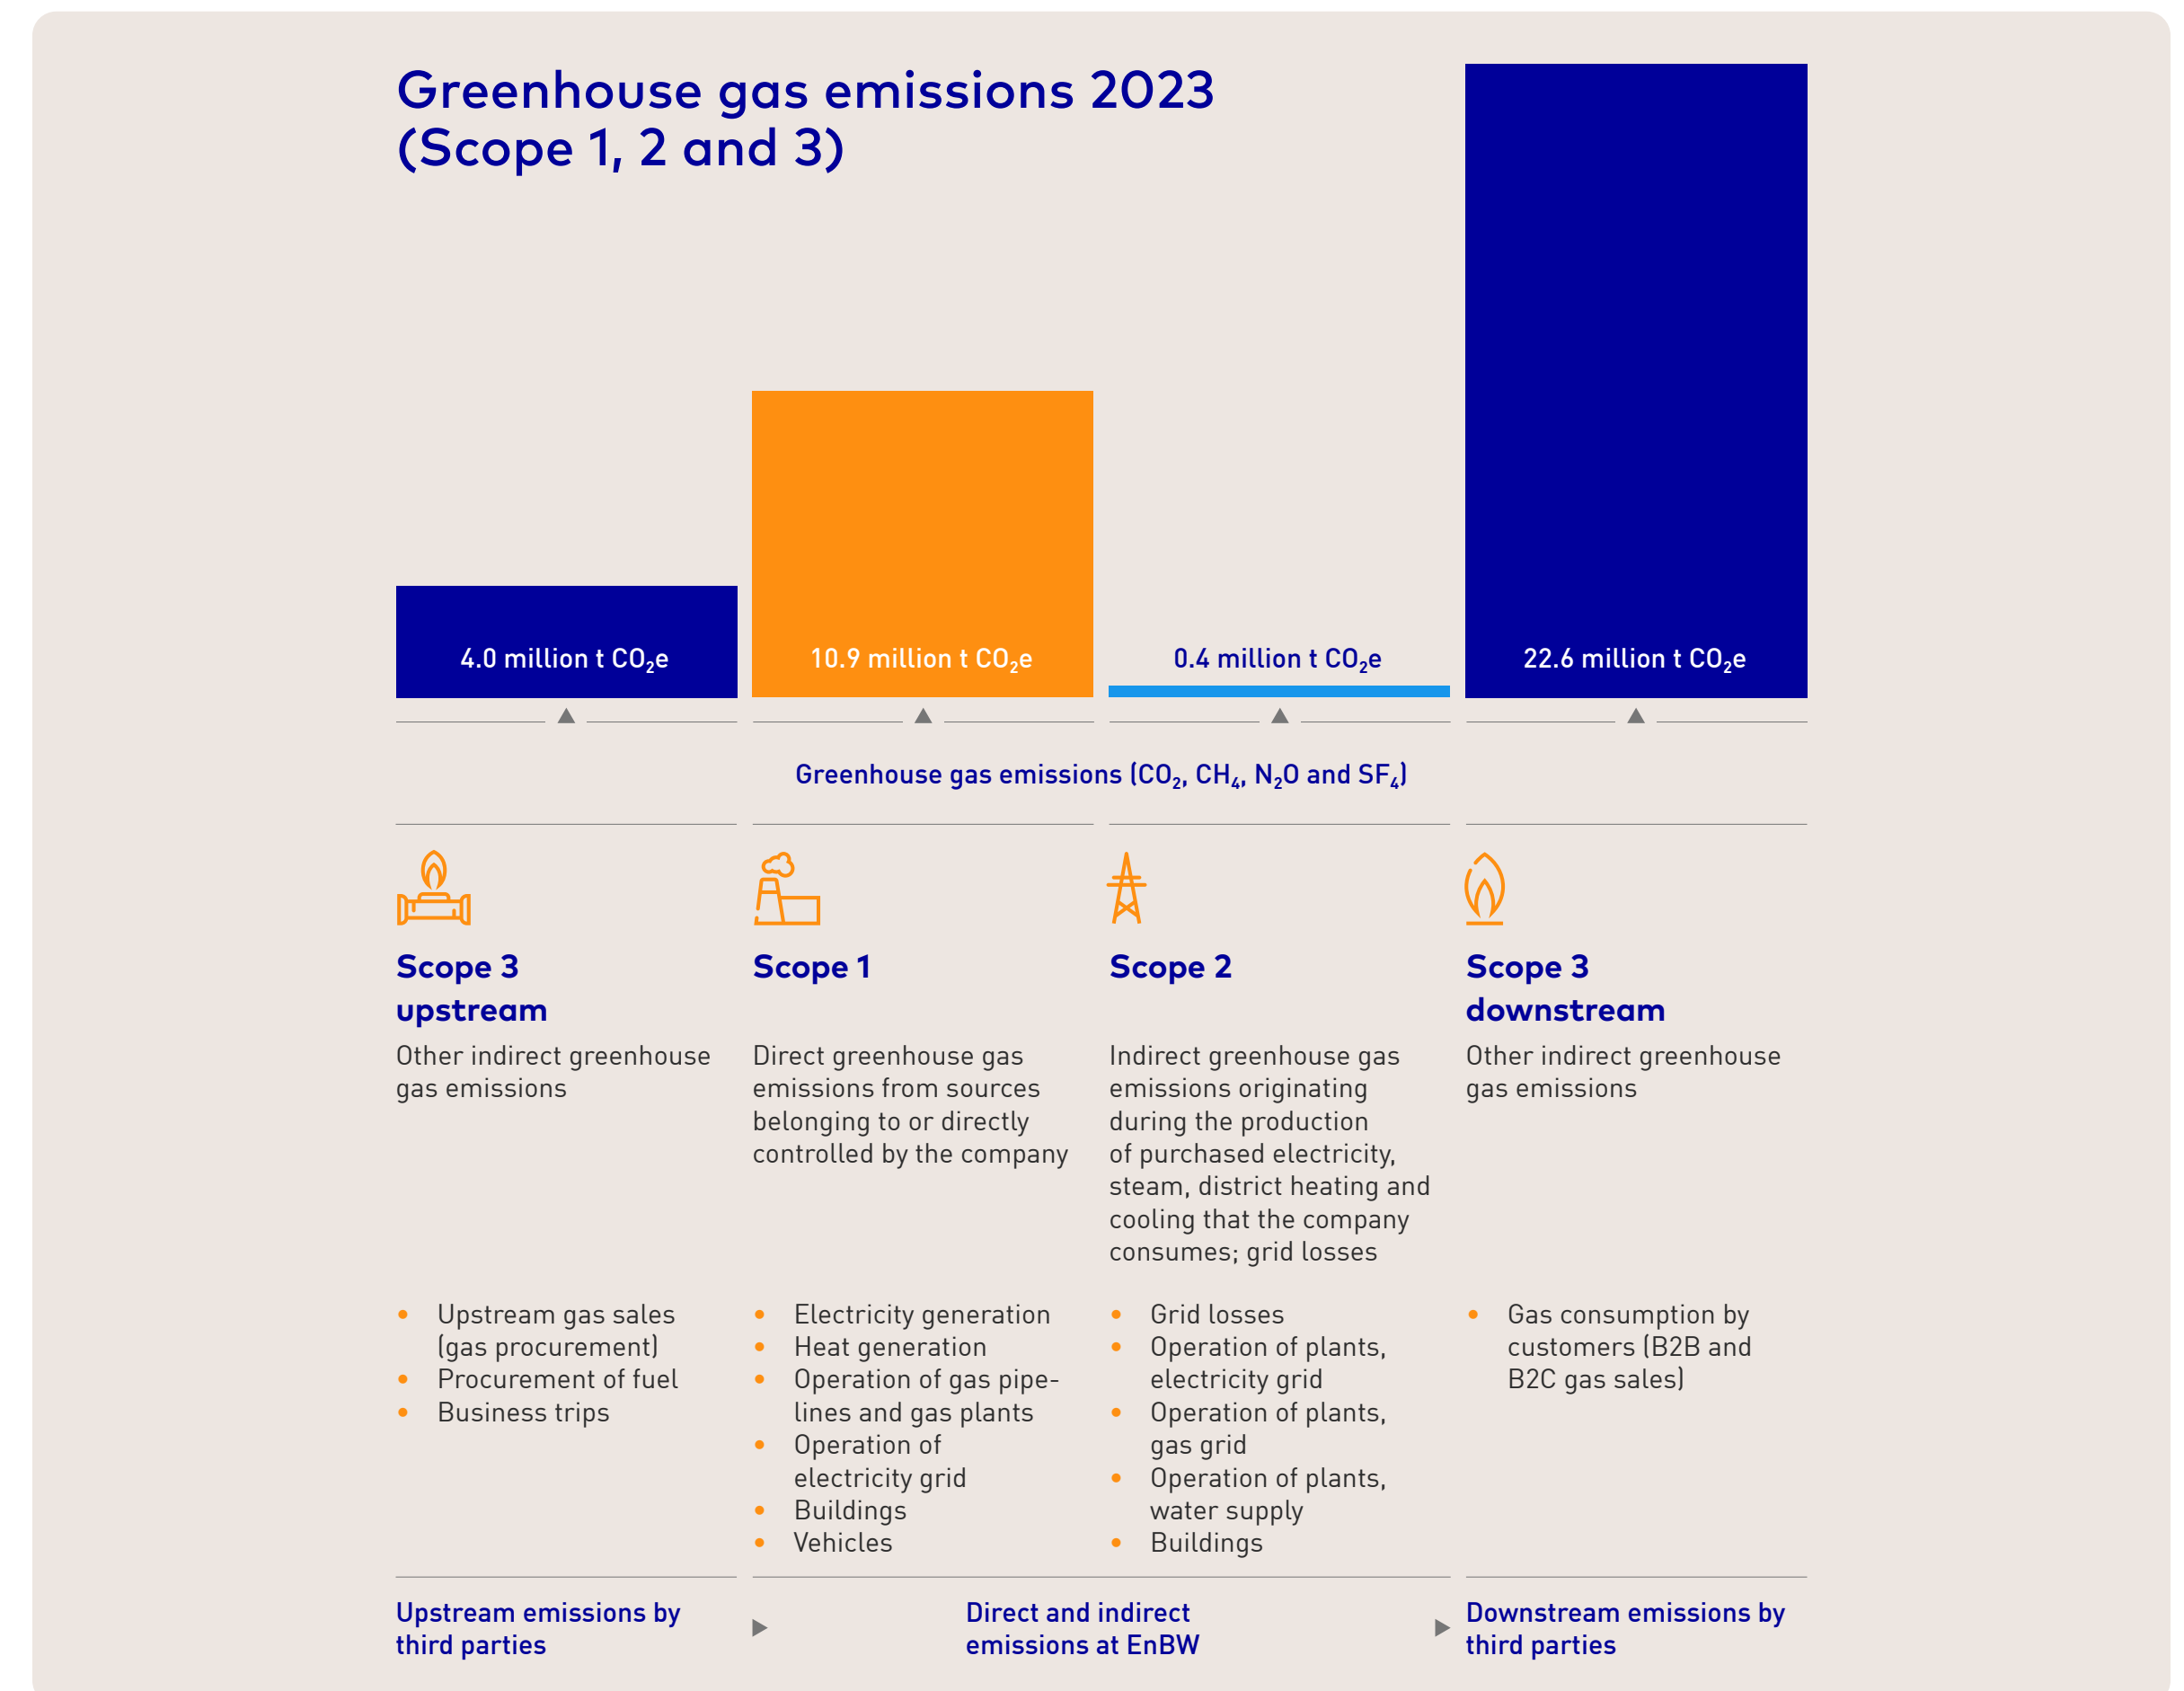 Greenhouse gas emissions 2023
(Scope 1, 2 and 3)
4.0 million t CO₂e
10.9 million t CO₂e
0.4 million t CO₂e
22.6 million t CO₂e
Greenhouse gas emissions (CO₂, CH₄, N₂O and SF₄)
Scope 3
upstream
Other indirect greenhouse
gas emissions
• Upstream gas sales
(gas procurement)
• Procurement of fuel
• Business trips
Scope 1
Direct greenhouse gas
emissions from sources
belonging to or directly
controlled by the company
• Electricity generation
• Heat generation
• Operation of gas pipe-
lines and gas plants
• Operation of
electricity grid
• Buildings
• Vehicles
Scope 2
Indirect greenhouse gas
emissions originating
during the production
of purchased electricity,
steam, district heating and
cooling that the company
consumes; grid losses
• Grid losses
• Operation of plants,
electricity grid
• Operation of plants,
gas grid
• Operation of plants,
water supply
• Buildings
Scope 3
downstream
Other indirect greenhouse
gas emissions
• Gas consumption by
customers (B2B and
B2C gas sales)
Upstream emissions by
third parties
Direct and indirect
emissions at EnBW
Downstream emissions by
third parties